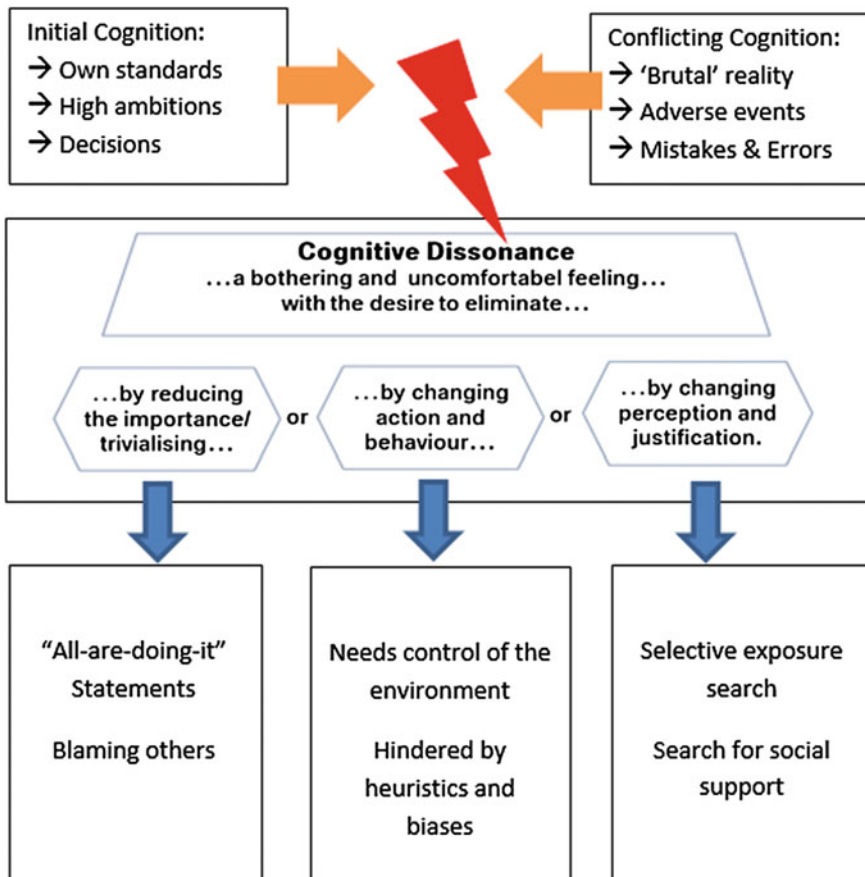 Initial Cognition:
→ Own standards
→ High ambitions
→ Decisions
Conflicting Cognition:
→ ‘Brutal’ reality
→ Adverse events
→ Mistakes & Errors
Cognitive Dissonance
...a bothering and uncomfortabel feeling...
with the desire to eliminate...
...by reducing
the importance/
trivialising...
or
...by changing
action and
behaviour...
or
...by changing
perception and
justification.
“All-are-doing-it”
Statements
Blaming others
Needs control of the
environment
Hindered by
heuristics and
biases
Selective exposure
search
Search for social
support